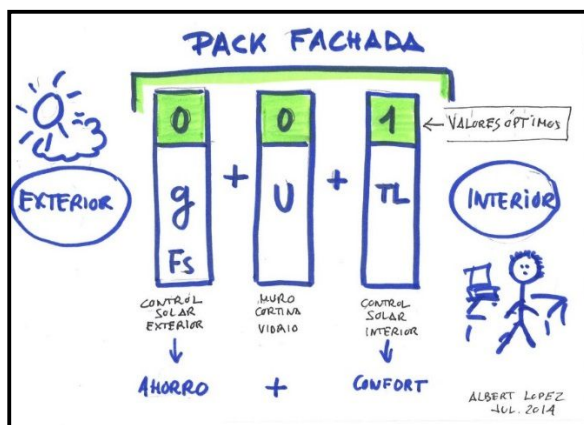 PACK FACHADA
0 0 1 ← VALORES ÓPTIMOS
EXTERIOR
g + U + TL
Fs
INTERIOR
CONTROL SOLAR EXTERIOR
MURO CORTINA VIDRIO
CONTROL SOLAR INTERIOR
AHORRO + CONFORT
ALBERT LOPEZ
JUL. 2014